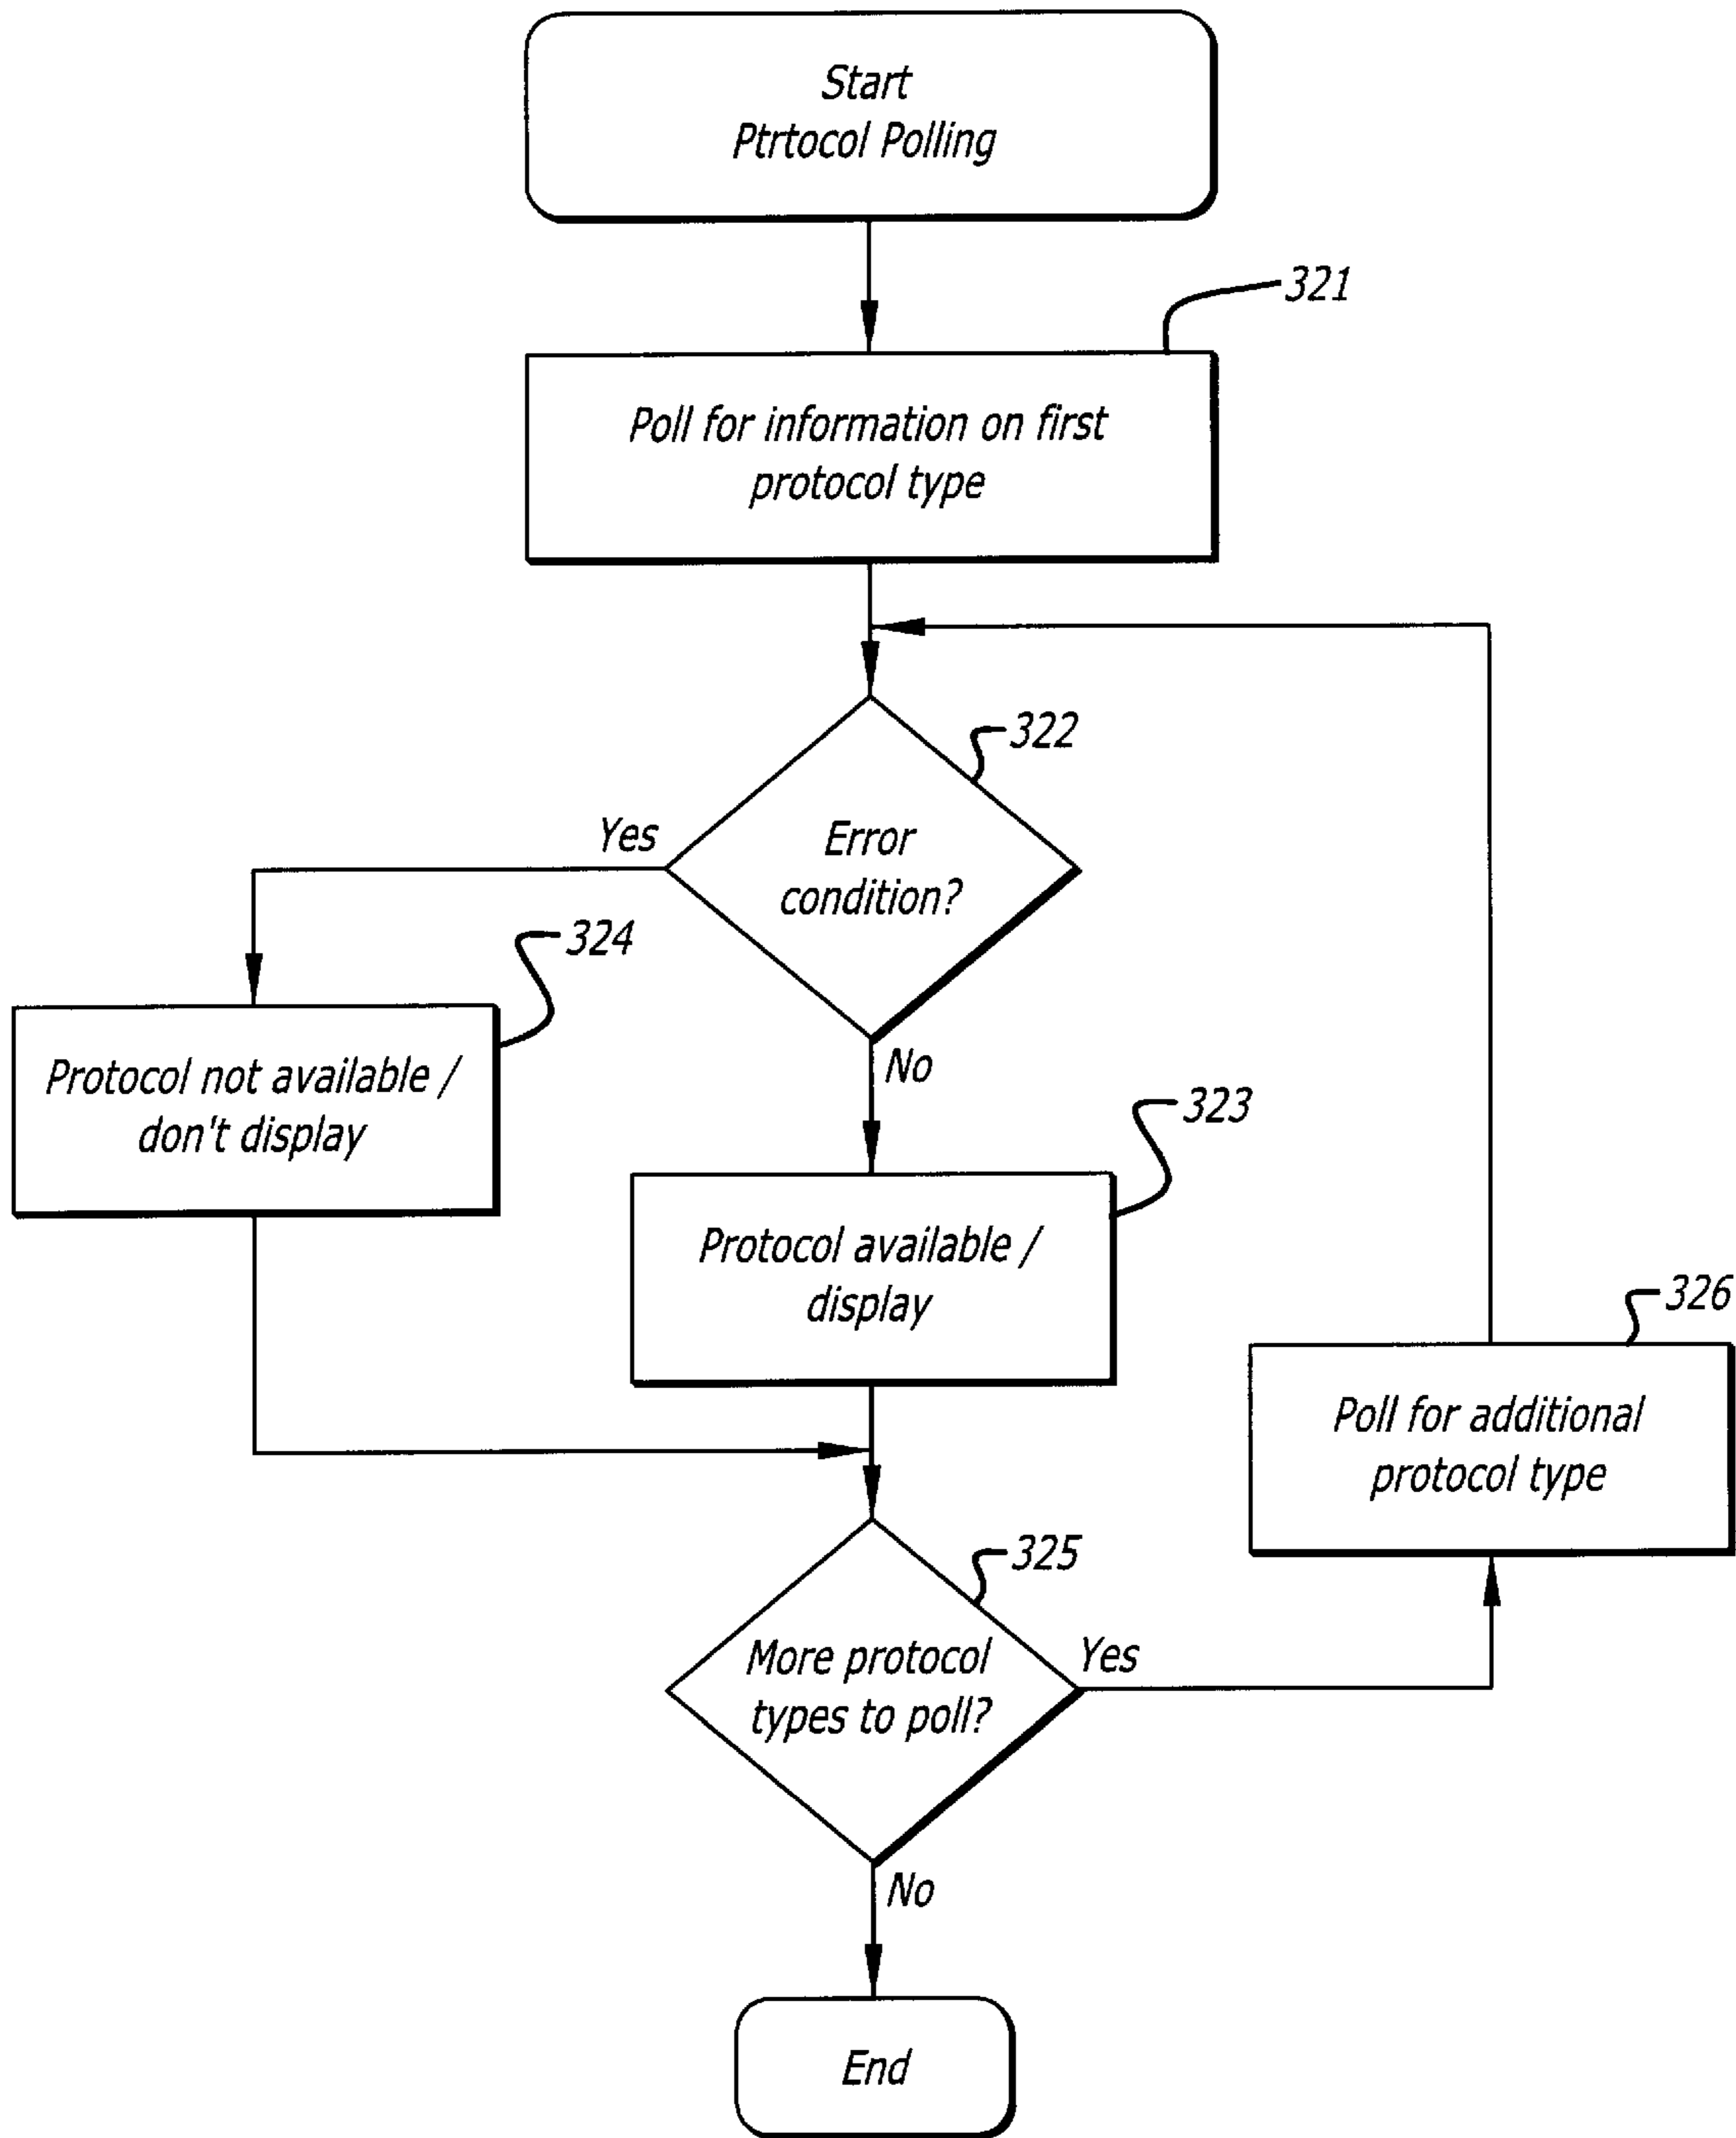 Start
Ptrtocol Polling
321
Poll for information on first
protocol type
322
Error
condition?
Yes
324
No
Protocol not available /
don't display
323
Protocol available /
display
326
Poll for additional
protocol type
325
More protocol
types to poll?
Yes
No
End